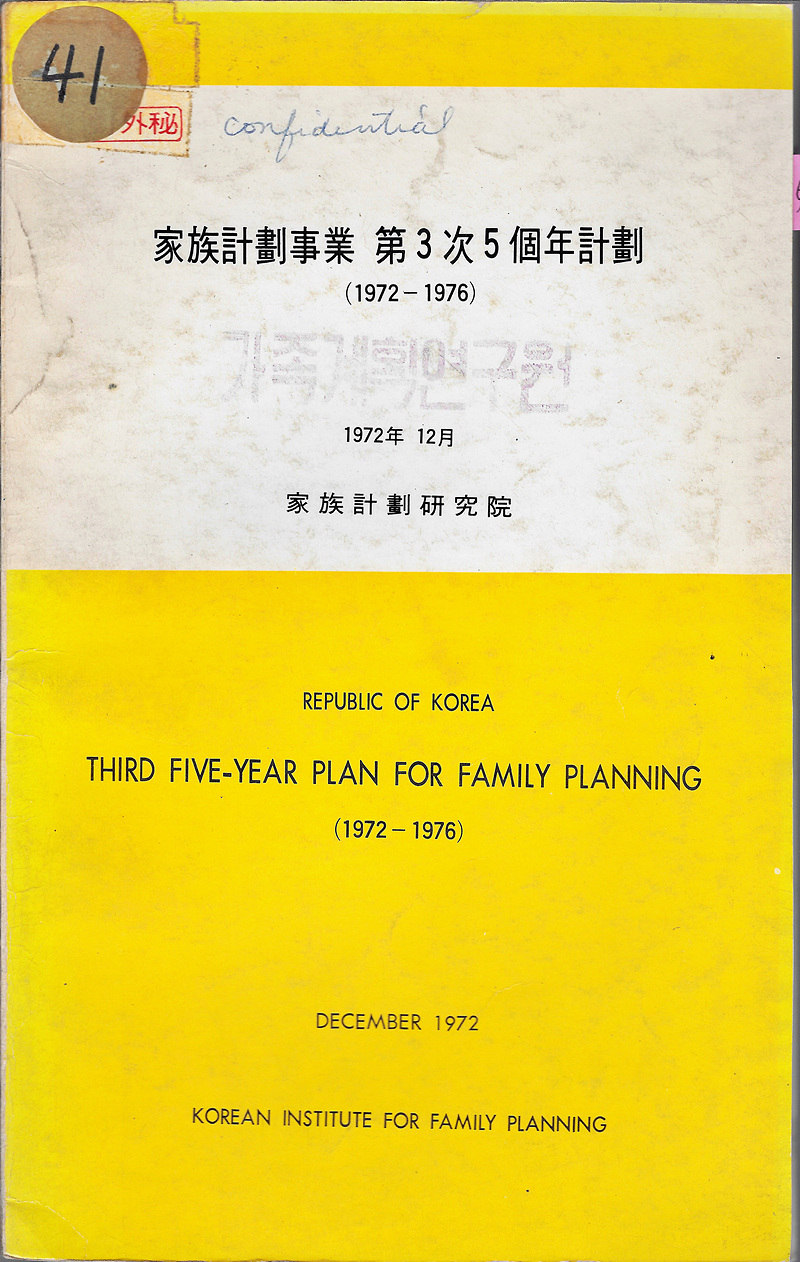 41
外秘
confidential
家族計劃事業 第3次5個年計劃
(1972-1976)
가족계획연구원
1972年 12月
家族計劃研究院
REPUBLIC OF KOREA
THIRD FIVE-YEAR PLAN FOR FAMILY PLANNING
(1972-1976)
DECEMBER 1972
KOREAN INSTITUTE FOR FAMILY PLANNING